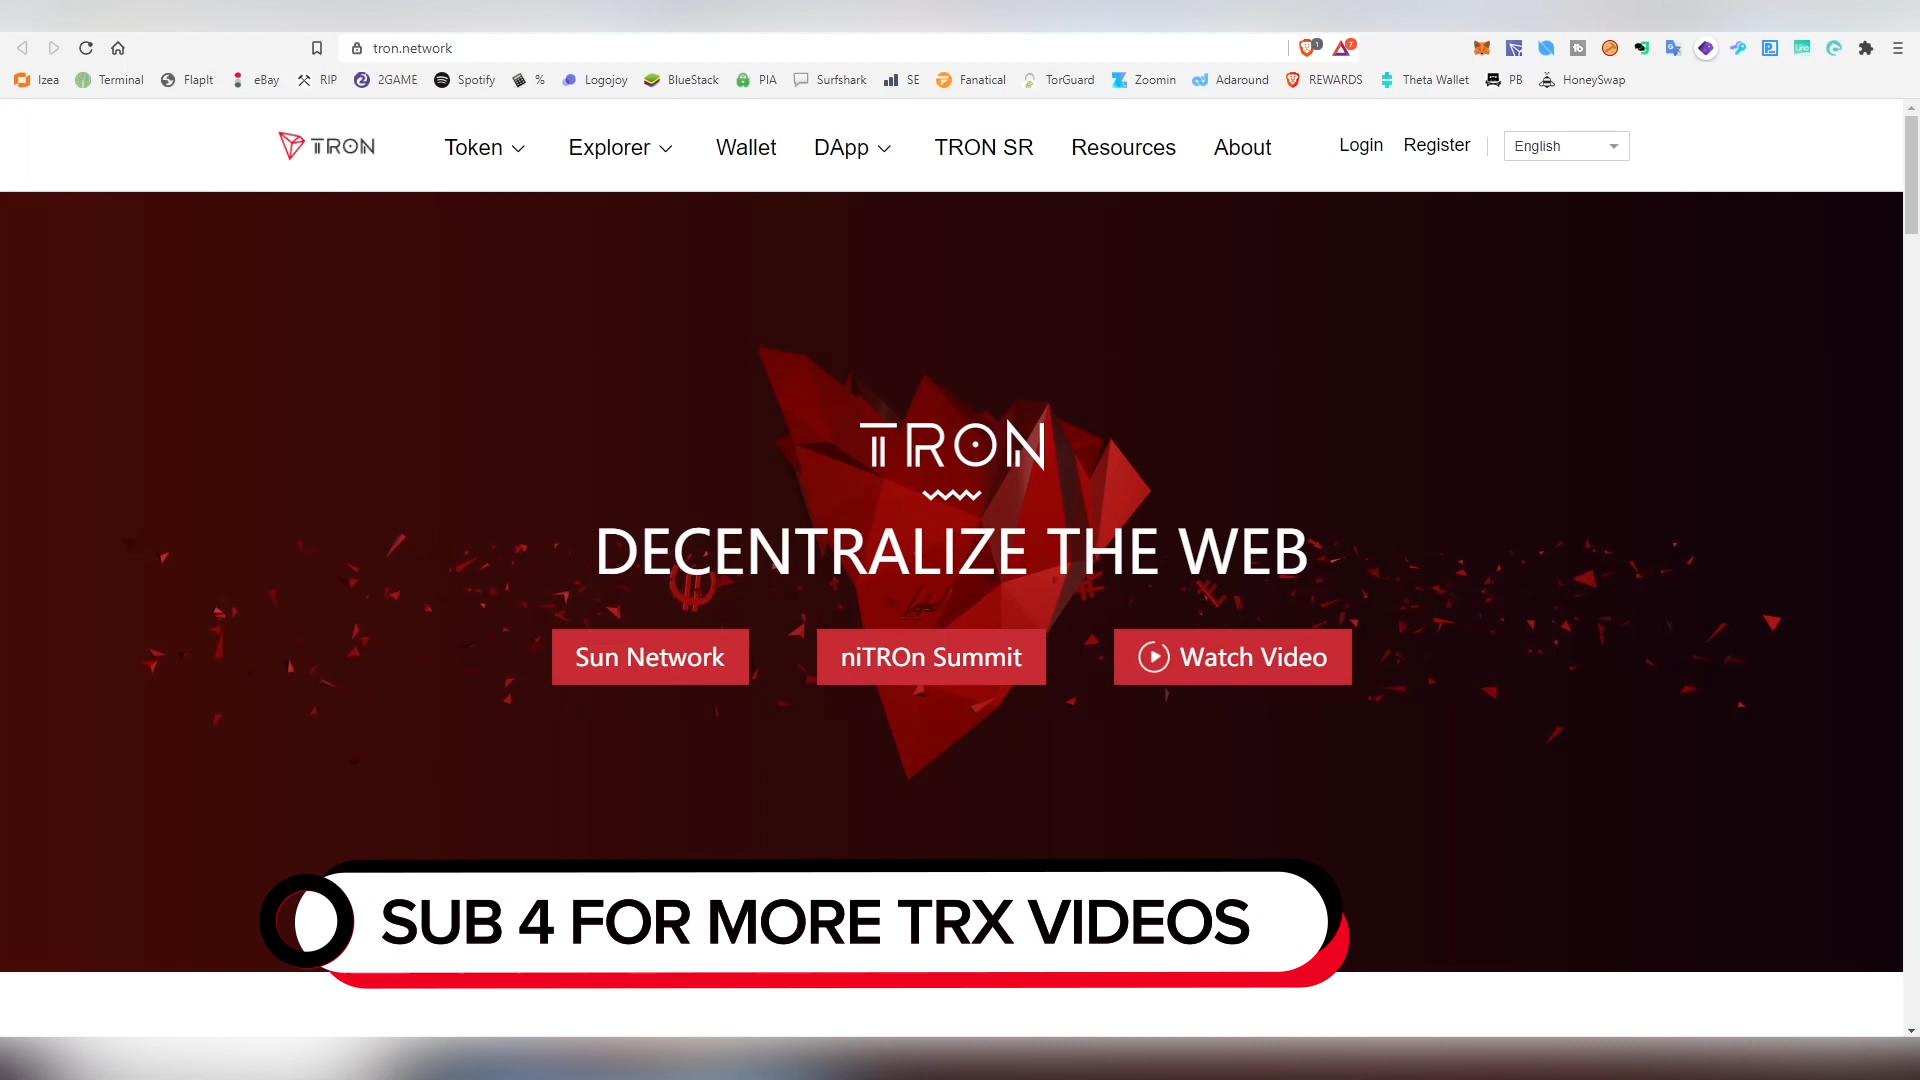 tron.network
1
7
Izea Terminal FlapIt eBay RIP 2GAME Spotify % Logojoy BlueStack PIA Surfshark SE Fanatical TorGuard Zoomin Adaround REWARDS Theta Wallet PB HoneySwap
TRON Token Explorer Wallet DApp TRON SR Resources About Login Register English
TRON
DECENTRALIZE THE WEB
Sun Network niTROn Summit Watch Video
SUB 4 FOR MORE TRX VIDEOS